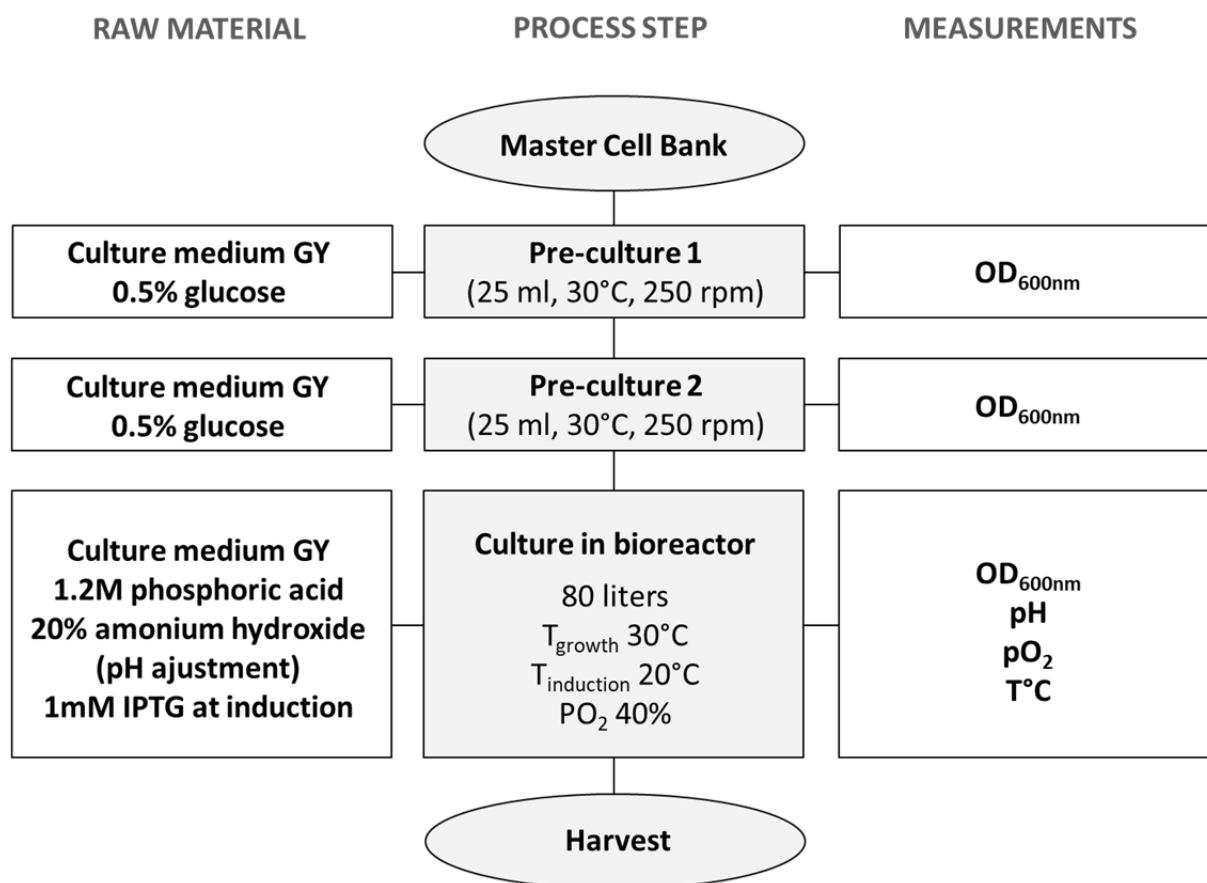 RAW MATERIAL
PROCESS STEP
MEASUREMENTS
Master Cell Bank
Culture medium GY
0.5% glucose
Pre-culture 1
(25 ml, 30°C, 250 rpm)
OD600nm
Culture medium GY
0.5% glucose
Pre-culture 2
(25 ml, 30°C, 250 rpm)
OD600nm
Culture medium GY
1.2M phosphoric acid
20% amonium hydroxide
(pH ajustment)
1mM IPTG at induction
Culture in bioreactor
80 liters
Tgrowth 30°C
Tinduction 20°C
PO2 40%
OD600nm
pH
pO2
T°C
Harvest